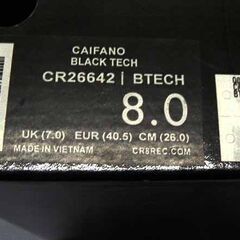 CAIFANO
BLACK TECH
CR26642 | BTECH
8.0
UK (7.0) EUR (40.5) CM (26.0)
MADE IN VIETNAM CR8REC.COM